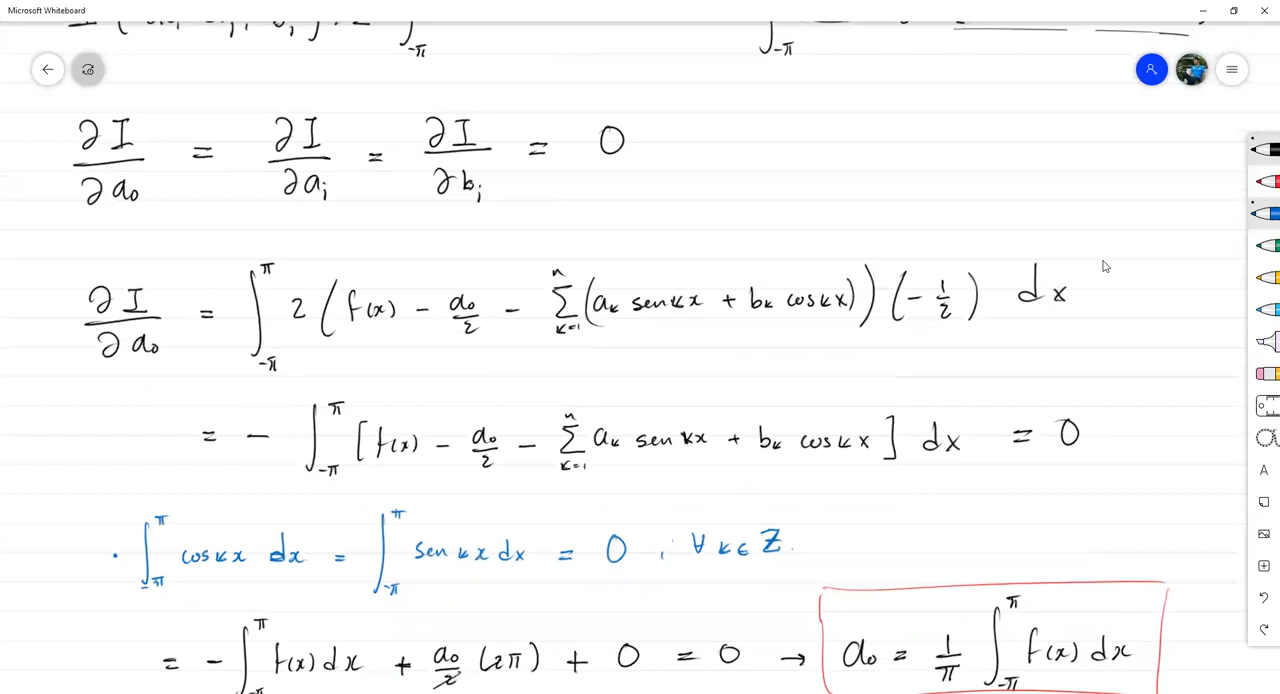 Microsoft Whiteboard
∂I/∂a₀ = ∂I/∂aᵢ = ∂I/∂bᵢ = 0
∂I/∂a₀ = ∫_{-π}^{π} 2 ( f(x) - a₀/2 - Σ_{k=1}^{n} (aₖ sen kx + bₖ cos kx) ) ( - 1/2 ) dx
= - ∫_{-π}^{π} [ f(x) - a₀/2 - Σ_{k=1}^{n} aₖ sen kx + bₖ cos kx ] dx = 0
· ∫_{-π}^{π} cos kx dx = ∫_{-π}^{π} sen kx dx = 0 , ∀ k ∈ Z.
= - ∫_{-π}^{π} f(x) dx + a₀/2 (2π) + 0 = 0 → a₀ = 1/π ∫_{-π}^{π} f(x) dx